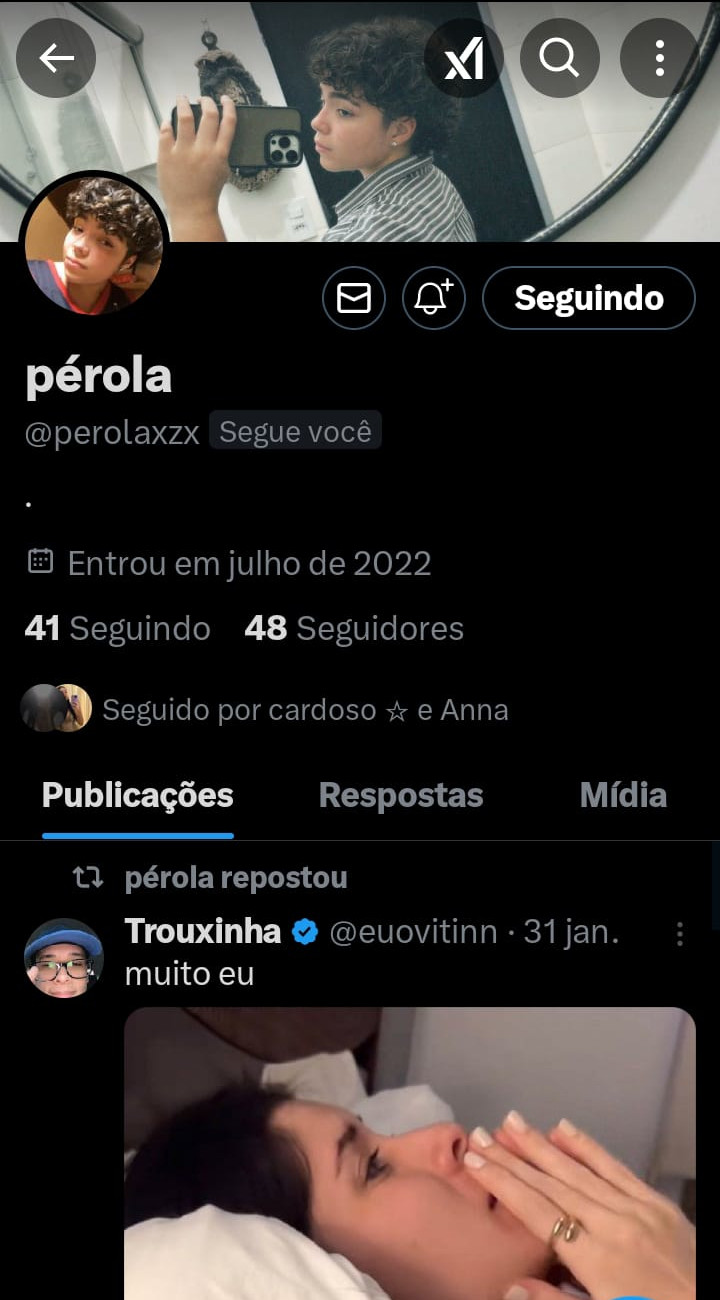 Seguindo
pérola
@perolaxzx Segue você
.
Entrou em julho de 2022
41 Seguindo 48 Seguidores
Seguido por cardoso ☆ e Anna
Publicações Respostas Mídia
pérola repostou
Trouxinha @euovitinn · 31 jan.
muito eu